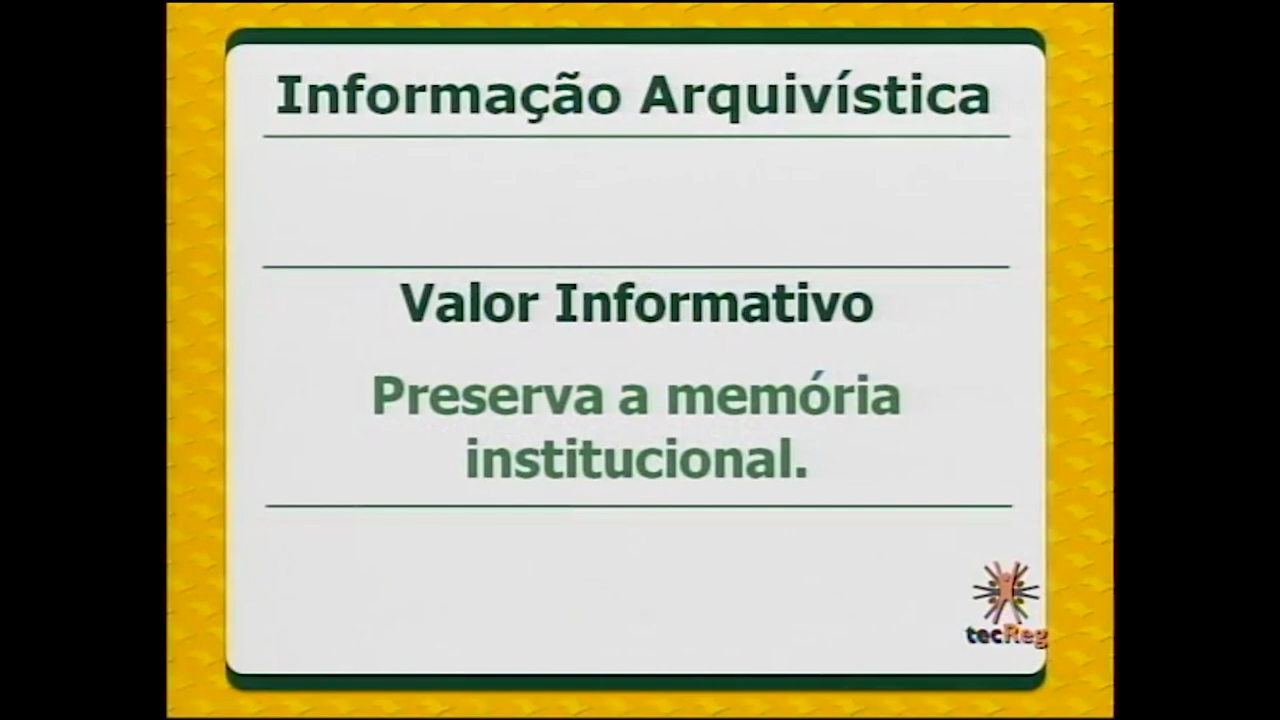 Informação Arquivística
Valor Informativo
Preserva a memória
institucional.
tecReg